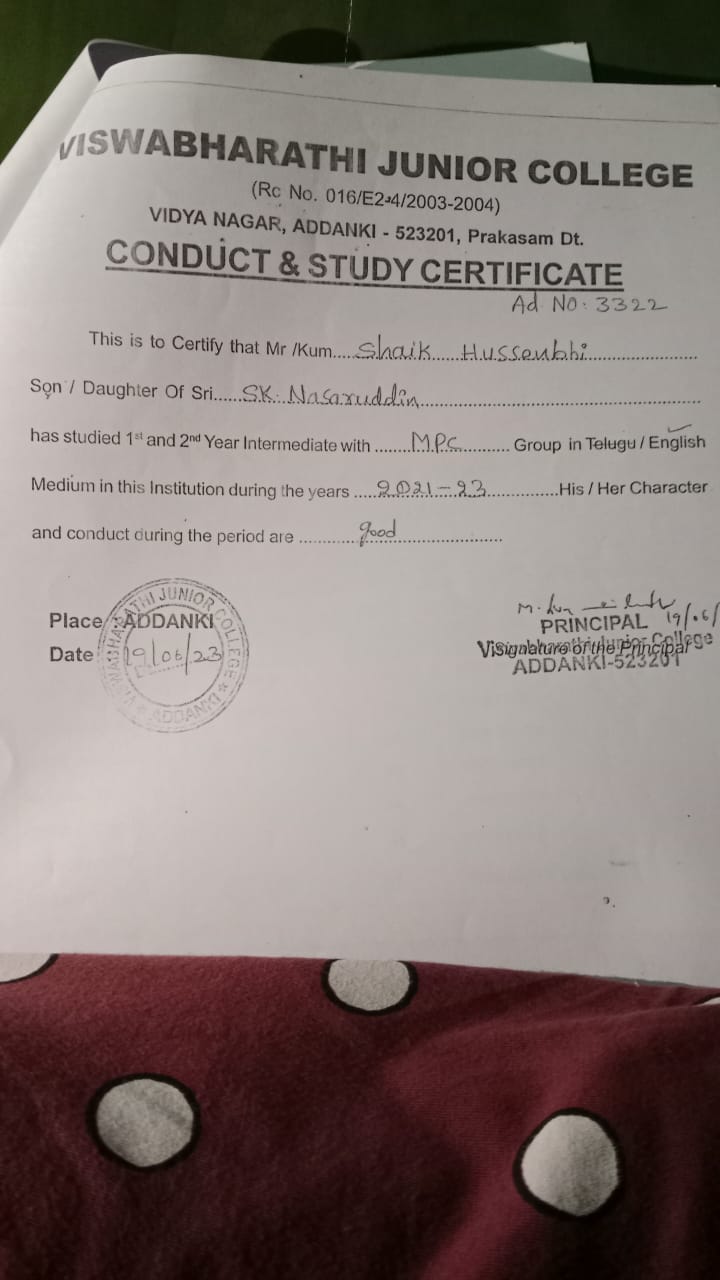 VISWABHARATHI JUNIOR COLLEGE
(Rc No. 016/E2-4/2003-2004)
VIDYA NAGAR, ADDANKI - 523201, Prakasam Dt.
CONDUCT & STUDY CERTIFICATE
Ad No: 3322
This is to Certify that Mr /Kum.....Shaik Hussenbhi
Son / Daughter Of Sri......SK. Nasaruddin
has studied 1st and 2nd Year Intermediate with ........M.P.C.......... Group in Telugu / English
Medium in this Institution during the years .....2021-23...............His / Her Character
and conduct during the period are ............good
Place : ADDANKI
Date 19/06/23
VISWABHARATHI JUNIOR COLLEGE ★ ADDANKI ★
19/06/
PRINCIPAL
Viswabharathi Junior College
Signature of the Principal
ADDANKI-523201